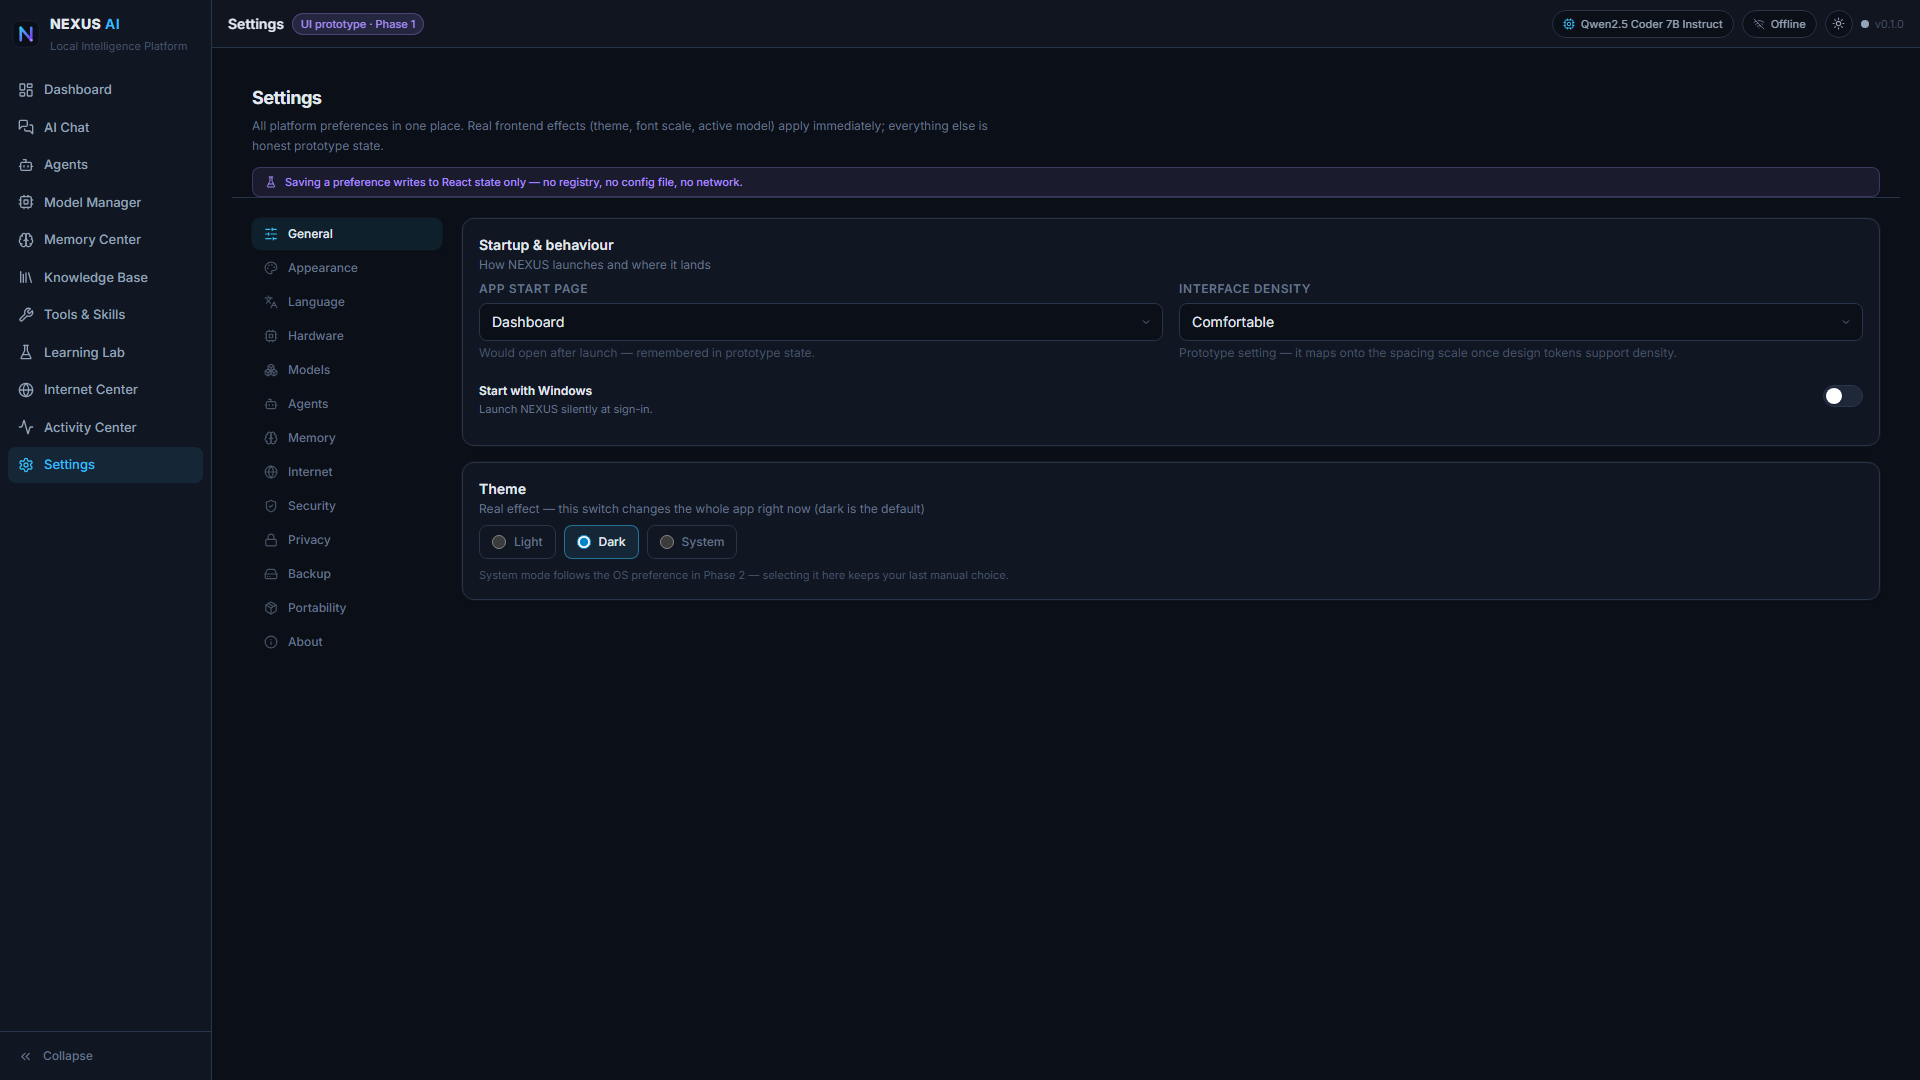 NEXUS AI
Local Intelligence Platform
Dashboard
AI Chat
Agents
Model Manager
Memory Center
Knowledge Base
Tools & Skills
Learning Lab
Internet Center
Activity Center
Settings
Collapse
Settings
UI prototype · Phase 1
Qwen2.5 Coder 7B Instruct
Offline
v0.1.0
Settings
All platform preferences in one place. Real frontend effects (theme, font scale, active model) apply immediately; everything else is
honest prototype state.
Saving a preference writes to React state only — no registry, no config file, no network.
General
Appearance
Language
Hardware
Models
Agents
Memory
Internet
Security
Privacy
Backup
Portability
About
Startup & behaviour
How NEXUS launches and where it lands
APP START PAGE
Dashboard
Would open after launch — remembered in prototype state.
INTERFACE DENSITY
Comfortable
Prototype setting — it maps onto the spacing scale once design tokens support density.
Start with Windows
Launch NEXUS silently at sign-in.
Theme
Real effect — this switch changes the whole app right now (dark is the default)
Light
Dark
System
System mode follows the OS preference in Phase 2 — selecting it here keeps your last manual choice.